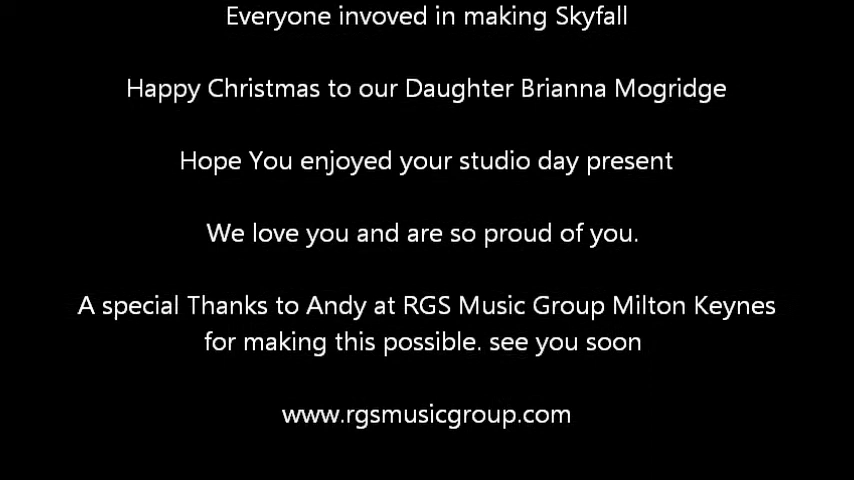 Everyone invoved in making Skyfall
Happy Christmas to our Daughter Brianna Mogridge
Hope You enjoyed your studio day present
We love you and are so proud of you.
A special Thanks to Andy at RGS Music Group Milton Keynes
for making this possible. see you soon
www.rgsmusicgroup.com